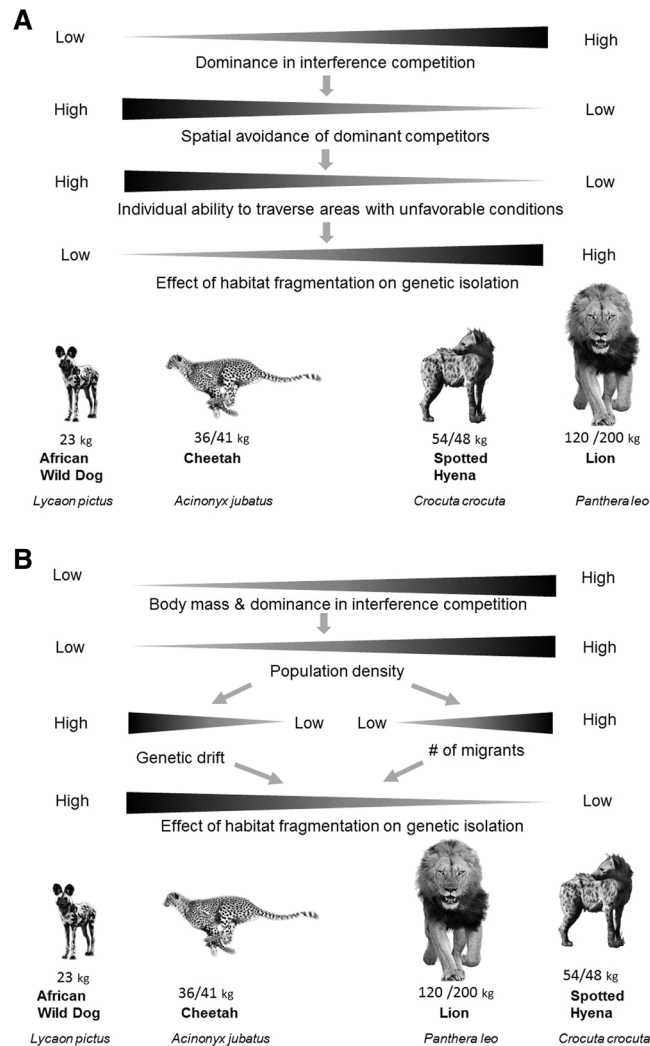 A
Low High
Dominance in interference competition
High Low
Spatial avoidance of dominant competitors
High Low
Individual ability to traverse areas with unfavorable conditions
Low High
Effect of habitat fragmentation on genetic isolation
23 kg 36/41 kg 54/48 kg 120 /200 kg
African Cheetah Spotted Lion
Wild Dog Hyena
Lycaon pictus Acinonyx jubatus Crocuta crocuta Panthera leo
B
Low High
Body mass & dominance in interference competition
Low High
Population density
High Low Low High
Genetic drift # of migrants
High Low
Effect of habitat fragmentation on genetic isolation
23 kg 36/41 kg 120 /200 kg 54/48 kg
African Cheetah Lion Spotted
Wild Dog Hyena
Lycaon pictus Acinonyx jubatus Panthera leo Crocuta crocuta